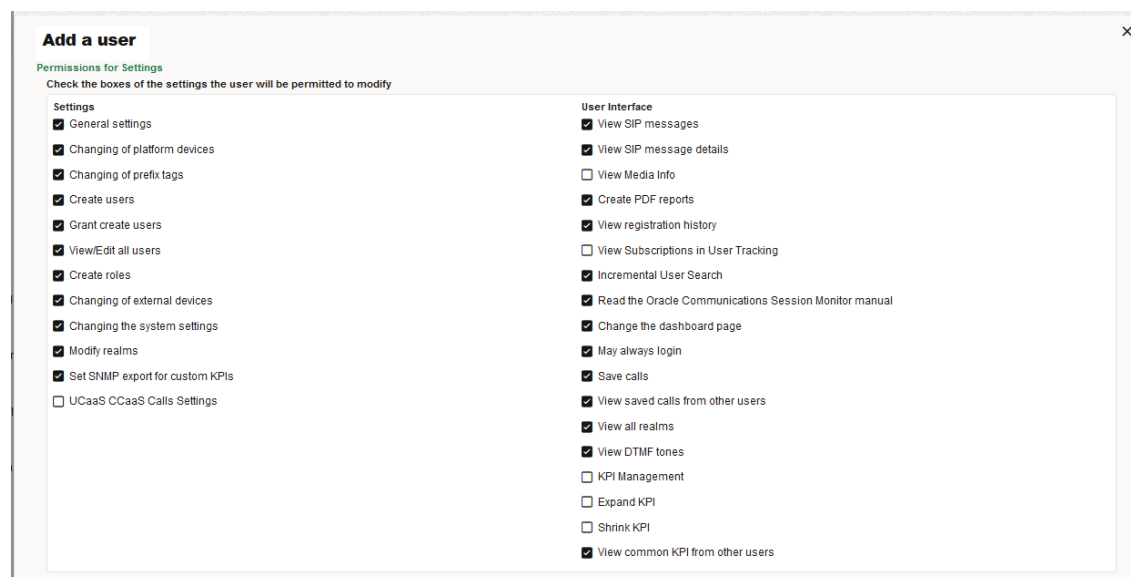 Add a user
Permissions for Settings
Check the boxes of the settings the user will be permitted to modify
Settings
General settings
Changing of platform devices
Changing of prefix tags
Create users
Grant create users
View/Edit all users
Create roles
Changing of external devices
Changing the system settings
Modify realms
Set SNMP export for custom KPIs
UCaaS CCaaS Calls Settings
User Interface
View SIP messages
View SIP message details
View Media Info
Create PDF reports
View registration history
View Subscriptions in User Tracking
Incremental User Search
Read the Oracle Communications Session Monitor manual
Change the dashboard page
May always login
Save calls
View saved calls from other users
View all realms
View DTMF tones
KPI Management
Expand KPI
Shrink KPI
View common KPI from other users